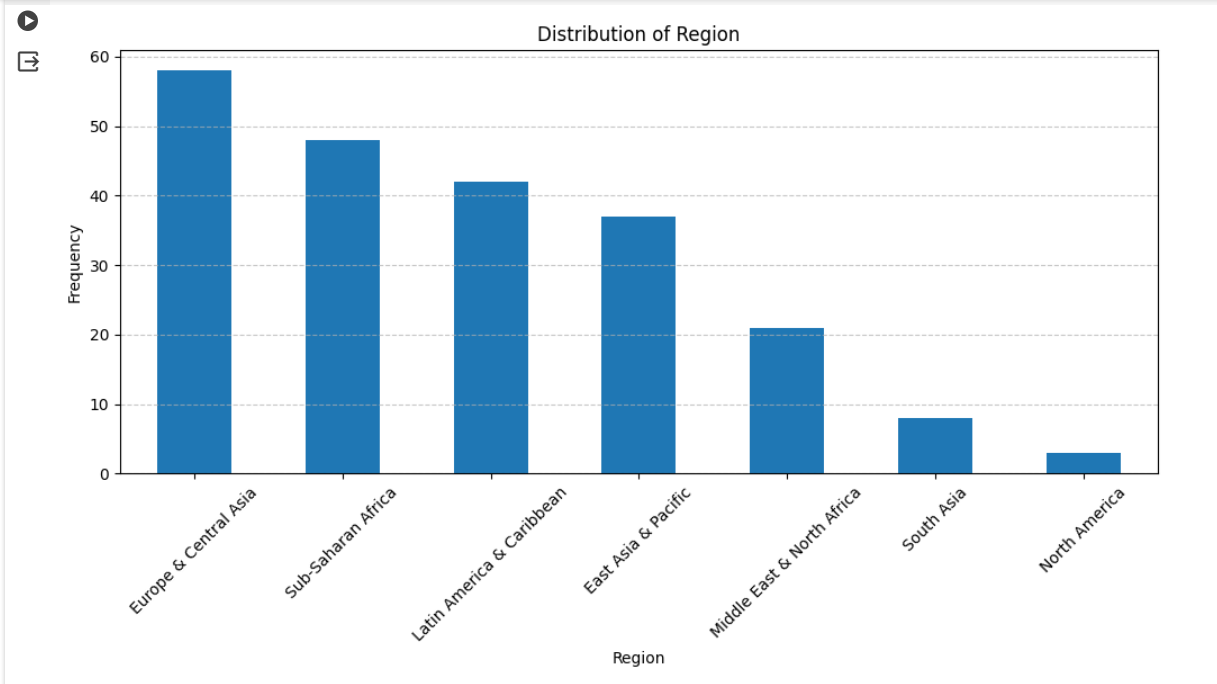 Distribution of Region
60
50
40
30
20
10
0
Frequency
Europe & Central Asia
Sub-Saharan Africa
Latin America & Caribbean
East Asia & Pacific
Middle East & North Africa
South Asia
North America
Region